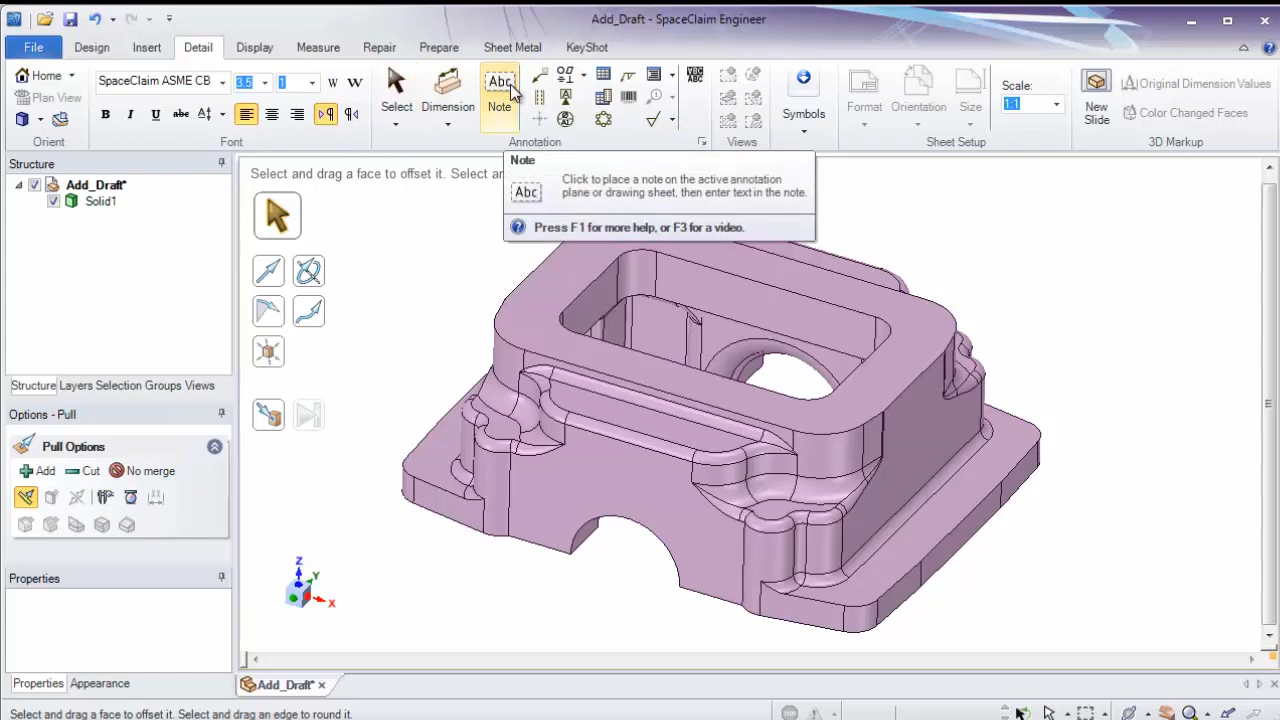 Add_Draft - SpaceClaim Engineer
File Design Insert Detail Display Measure Repair Prepare Sheet Metal KeyShot
Home
Plan View
Orient
SpaceClaim ASME CB 3.5 1 W W
B I U abc A
Font
Select
Dimension
Abc
Note
Annotation
ABC ABC
Views
Symbols
Format
Orientation
Size
Scale:
1:1
Sheet Setup
New Slide
Original Dimension Values
Color Changed Faces
3D Markup
Structure
Add_Draft*
Solid1
Structure Layers Selection Groups Views
Options - Pull
Pull Options
Add Cut No merge
Properties
Properties Appearance
Select and drag a face to offset it. Select an
Note
Abc
Click to place a note on the active annotation
plane or drawing sheet, then enter text in the note.
Press F1 for more help, or F3 for a video.
Z
Y
X
Add_Draft*
Select and drag a face to offset it. Select and drag an edge to round it.